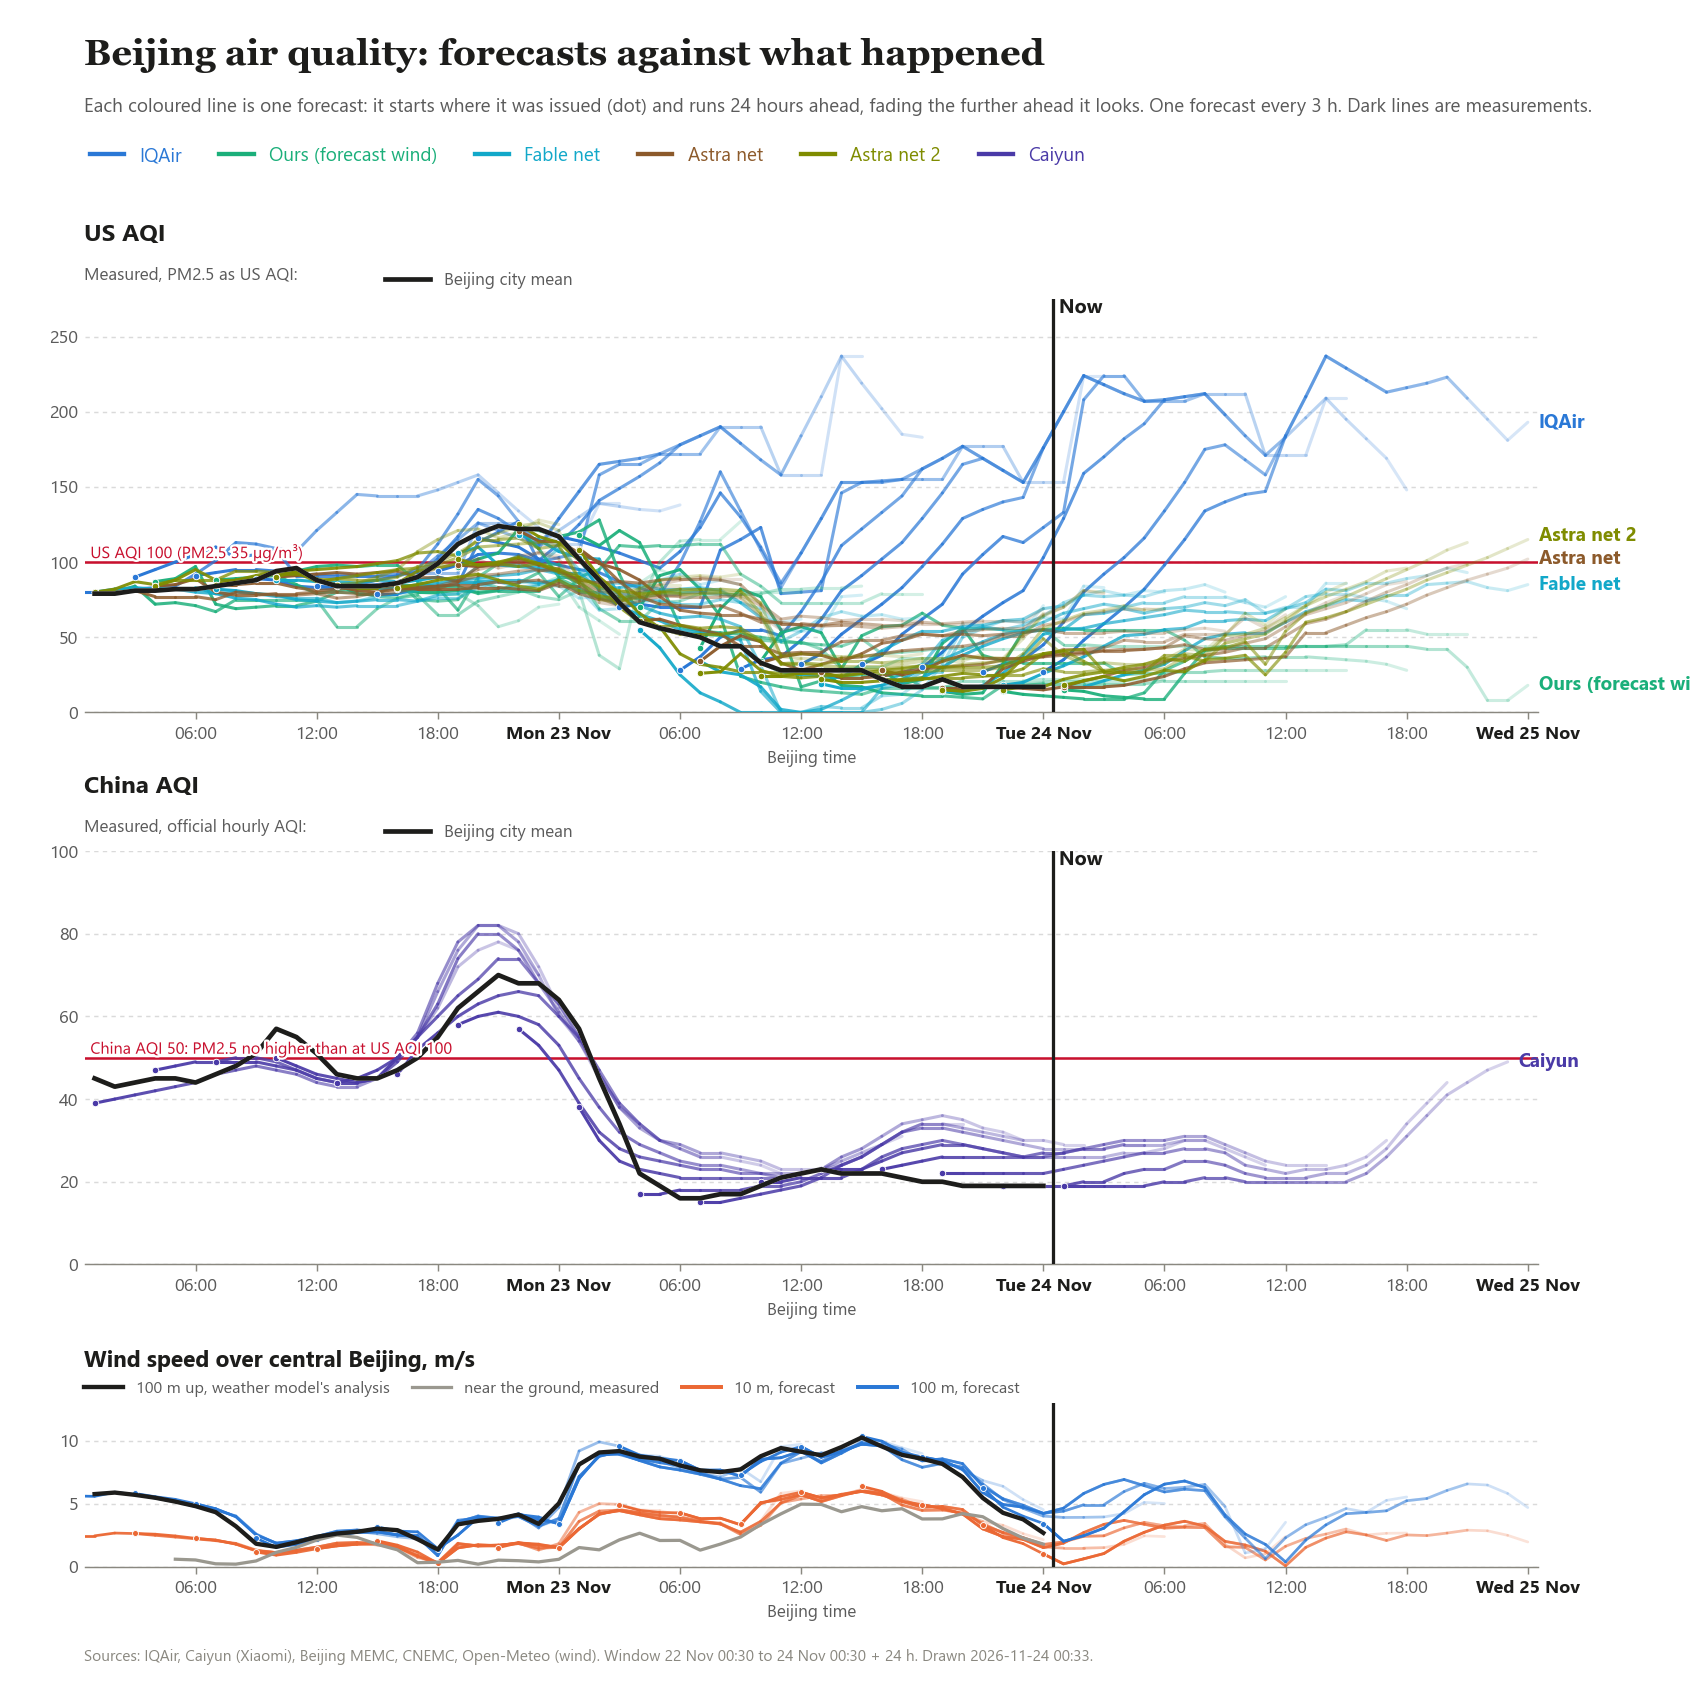 Beijing air quality: forecasts against what happened
Each coloured line is one forecast: it starts where it was issued (dot) and runs 24 hours ahead, fading the further ahead it looks. One forecast every 3 h. Dark lines are measurements.
IQAir Ours (forecast wind) Fable net Astra net Astra net 2 Caiyun
US AQI
Measured, PM2.5 as US AQI: Beijing city mean
Now
250
200
IQAir
150
Astra net 2
US AQI 100 (PM2.5 35 µg/m³)
100
Astra net
Fable net
50
Ours (forecast wi
0
06:00 12:00 18:00 Mon 23 Nov 06:00 12:00 18:00 Tue 24 Nov 06:00 12:00 18:00 Wed 25 Nov
Beijing time
China AQI
Measured, official hourly AQI: Beijing city mean
100
Now
80
60
China AQI 50: PM2.5 no higher than at US AQI 100
Caiyun
40
20
0
06:00 12:00 18:00 Mon 23 Nov 06:00 12:00 18:00 Tue 24 Nov 06:00 12:00 18:00 Wed 25 Nov
Beijing time
Wind speed over central Beijing, m/s
100 m up, weather model's analysis near the ground, measured 10 m, forecast 100 m, forecast
10
5
0
06:00 12:00 18:00 Mon 23 Nov 06:00 12:00 18:00 Tue 24 Nov 06:00 12:00 18:00 Wed 25 Nov
Beijing time
Sources: IQAir, Caiyun (Xiaomi), Beijing MEMC, CNEMC, Open-Meteo (wind). Window 22 Nov 00:30 to 24 Nov 00:30 + 24 h. Drawn 2026-11-24 00:33.